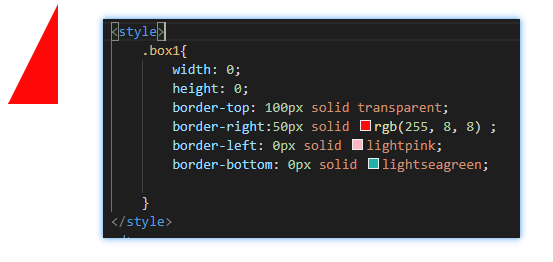 <style>
.box1{
width: 0;
height: 0;
border-top: 100px solid transparent;
border-right:50px solid rgb(255, 8, 8) ;
border-left: 0px solid lightpink;
border-bottom: 0px solid lightseagreen;
}
</style>